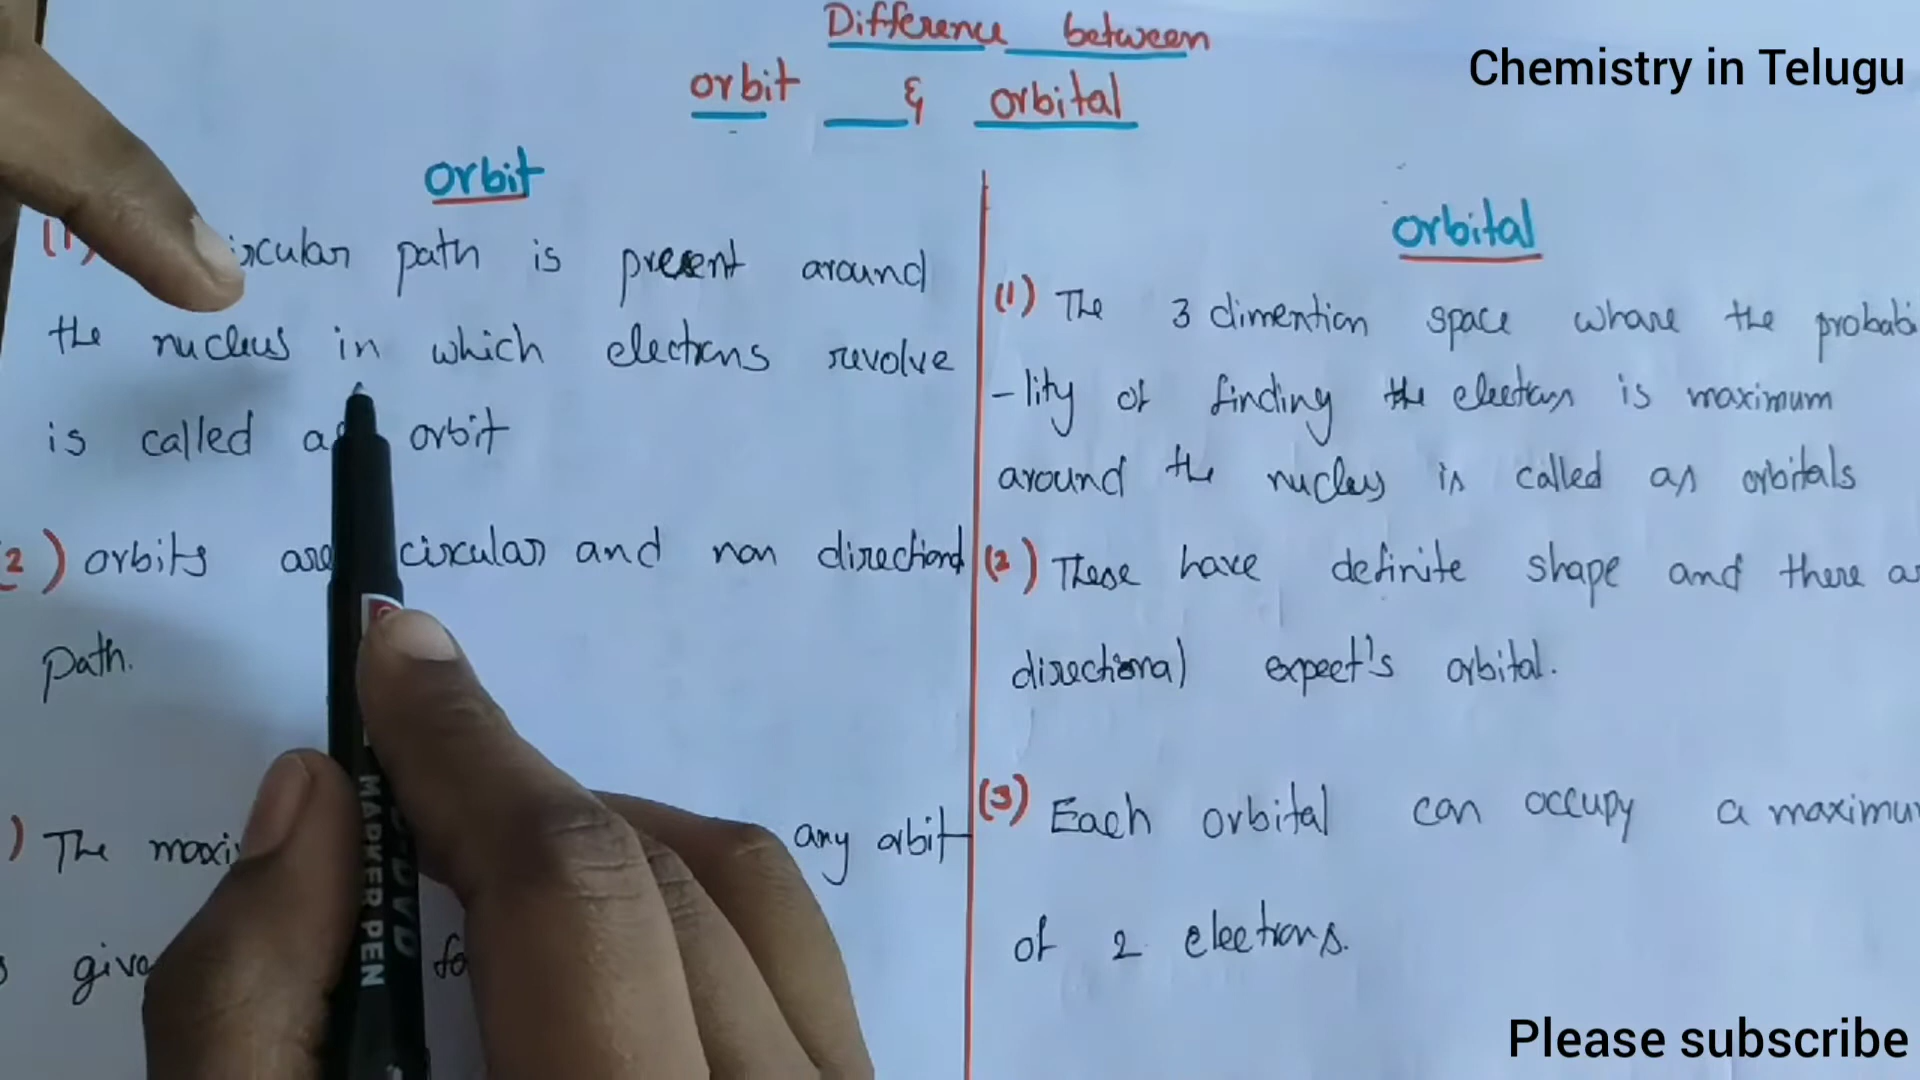 Difference between
orbit & orbital
Chemistry in Telugu
orbit
path is present around
the nucleus in which electrons revolve
is called as orbit
(2) orbits are circular and non directional
path.
) The any orbit
orbital
(1) The 3 dimention space whare the probabi
-lity of finding the electron is maximum
around the nucleus is called as orbitals
(2) These have definite shape and there
directional expect's orbital.
(3) Each orbital can occupy a maximu
of 2 electrons.
MARKER PEN
Please subscribe